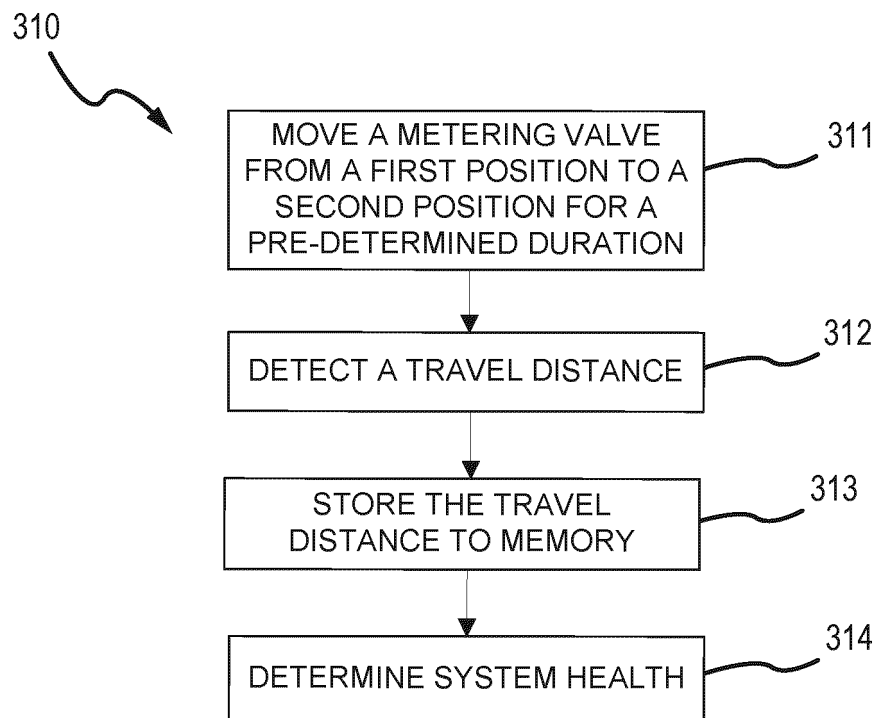 310
MOVE A METERING VALVE
FROM A FIRST POSITION TO A
SECOND POSITION FOR A
PRE-DETERMINED DURATION
311
DETECT A TRAVEL DISTANCE
312
STORE THE TRAVEL
DISTANCE TO MEMORY
313
DETERMINE SYSTEM HEALTH
314